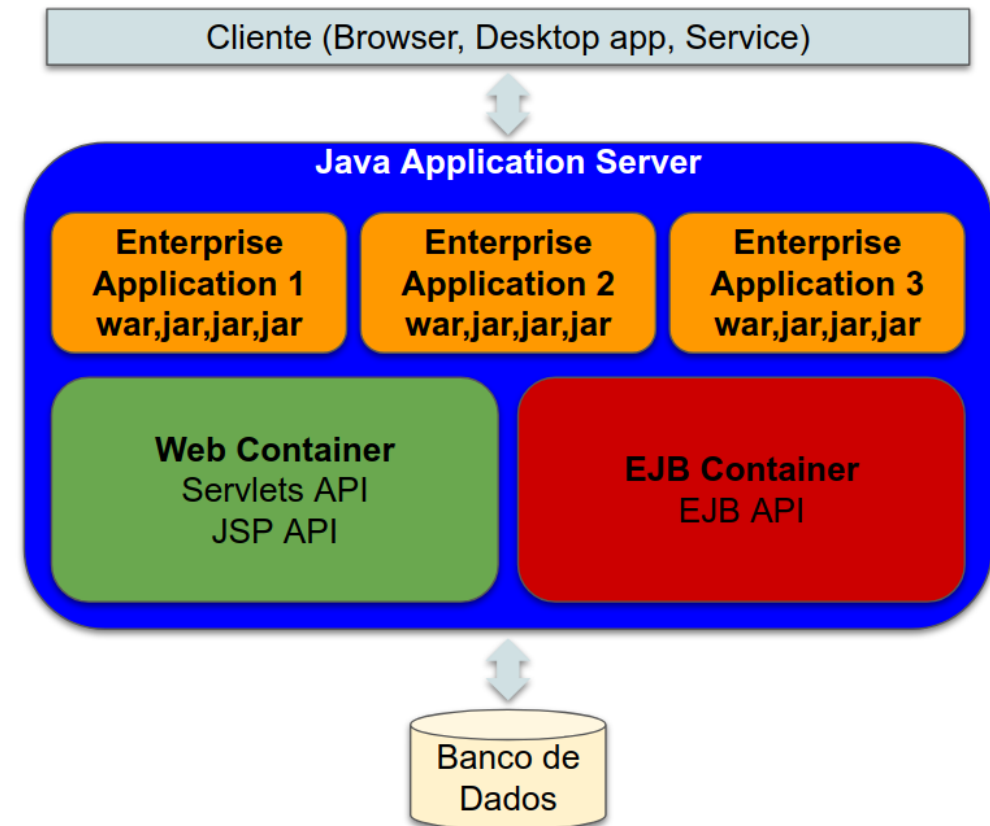 Cliente (Browser, Desktop app, Service)
Java Application Server
Enterprise
Application 1
war,jar,jar,jar
Enterprise
Application 2
war,jar,jar,jar
Enterprise
Application 3
war,jar,jar,jar
Web Container
Servlets API
JSP API
EJB Container
EJB API
Banco de
Dados